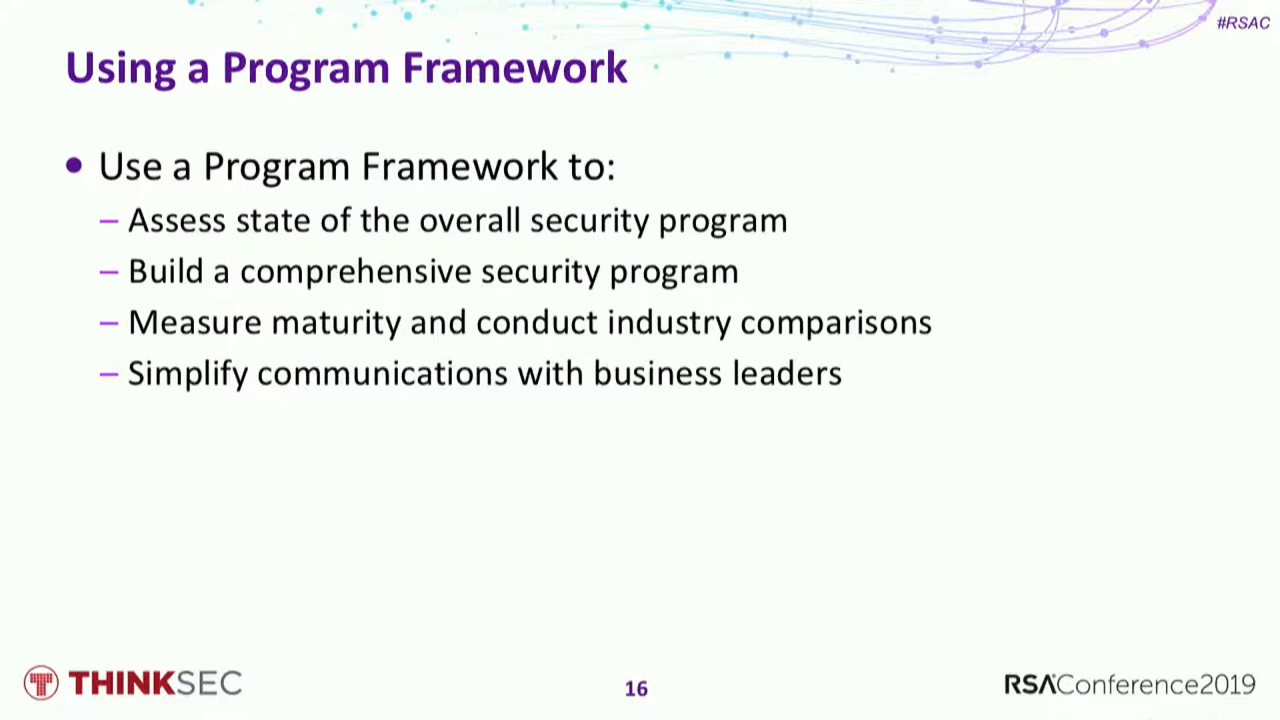 #RSAC
Using a Program Framework
• Use a Program Framework to:
– Assess state of the overall security program
– Build a comprehensive security program
– Measure maturity and conduct industry comparisons
– Simplify communications with business leaders
THINKSEC
16
RSAConference2019